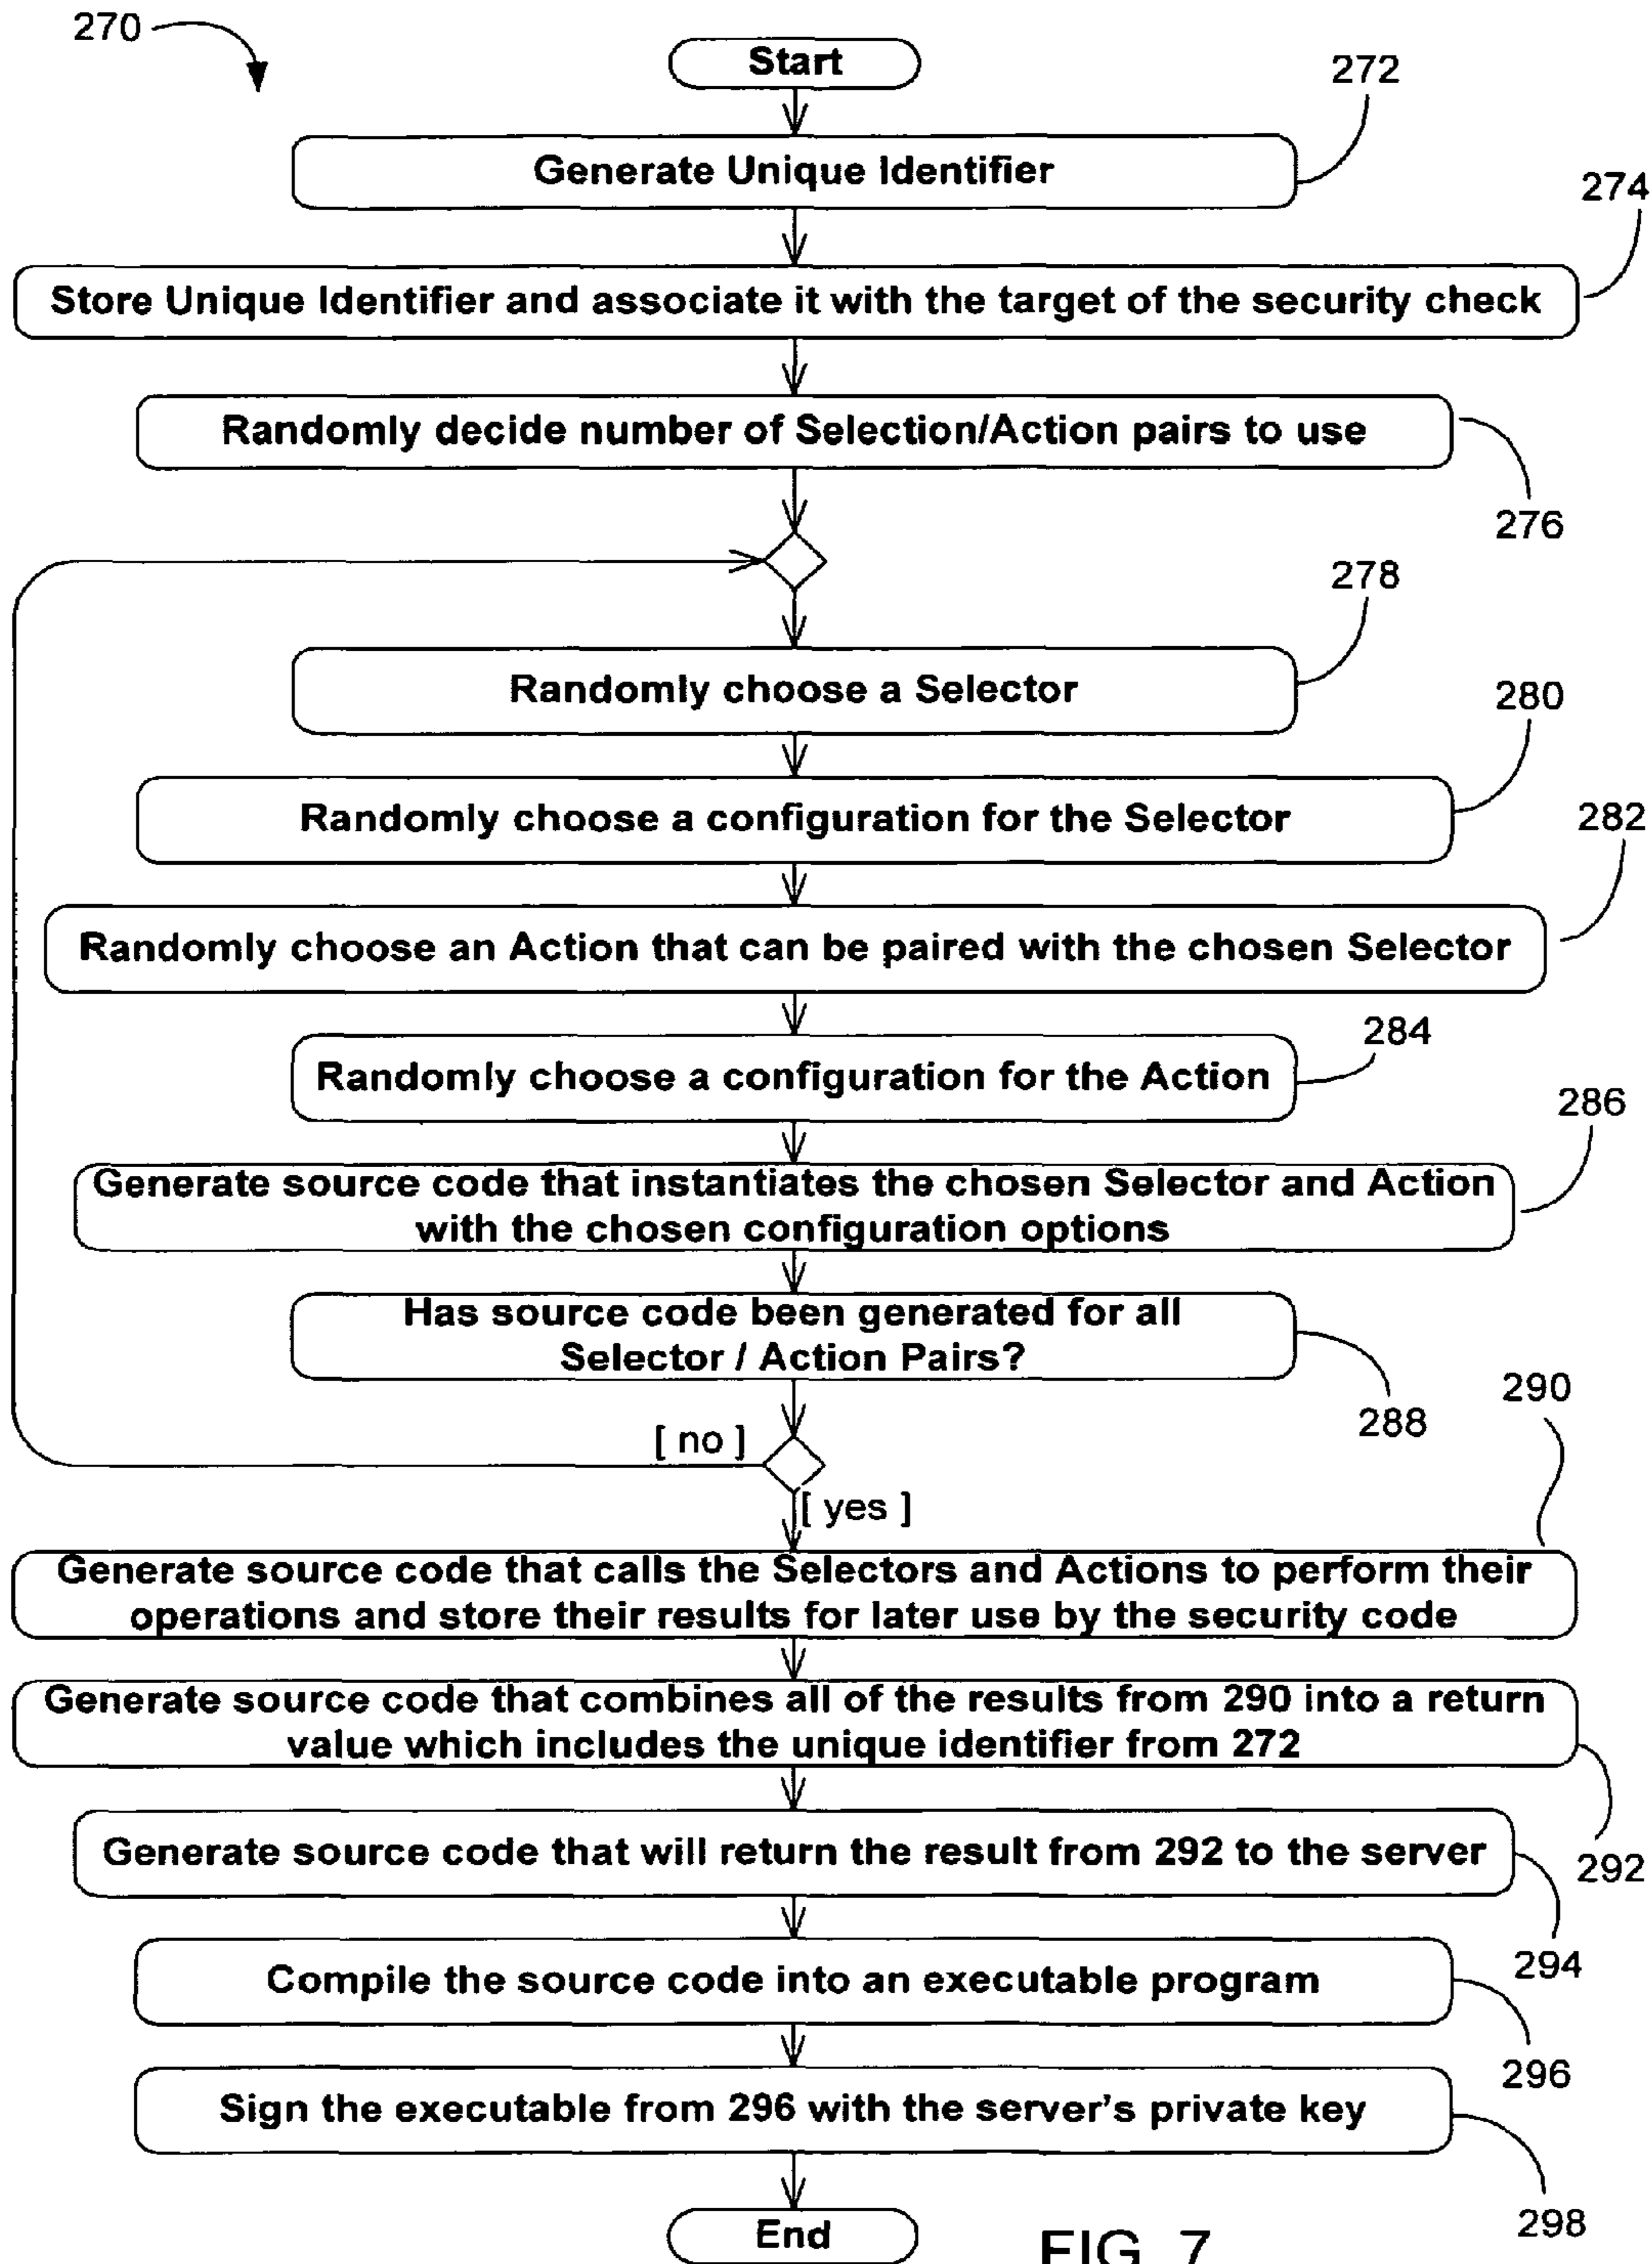 270
Start
272
Generate Unique Identifier
274
Store Unique Identifier and associate it with the target of the security check
Randomly decide number of Selection/Action pairs to use
276
278
Randomly choose a Selector
280
Randomly choose a configuration for the Selector
282
Randomly choose an Action that can be paired with the chosen Selector
284
Randomly choose a configuration for the Action
286
Generate source code that instantiates the chosen Selector and Action
with the chosen configuration options
Has source code been generated for all
Selector / Action Pairs?
288
290
[ no ]
[ yes ]
Generate source code that calls the Selectors and Actions to perform their
operations and store their results for later use by the security code
Generate source code that combines all of the results from 290 into a return
value which includes the unique identifier from 272
292
Generate source code that will return the result from 292 to the server
294
Compile the source code into an executable program
296
Sign the executable from 296 with the server's private key
298
End
FIG. 7